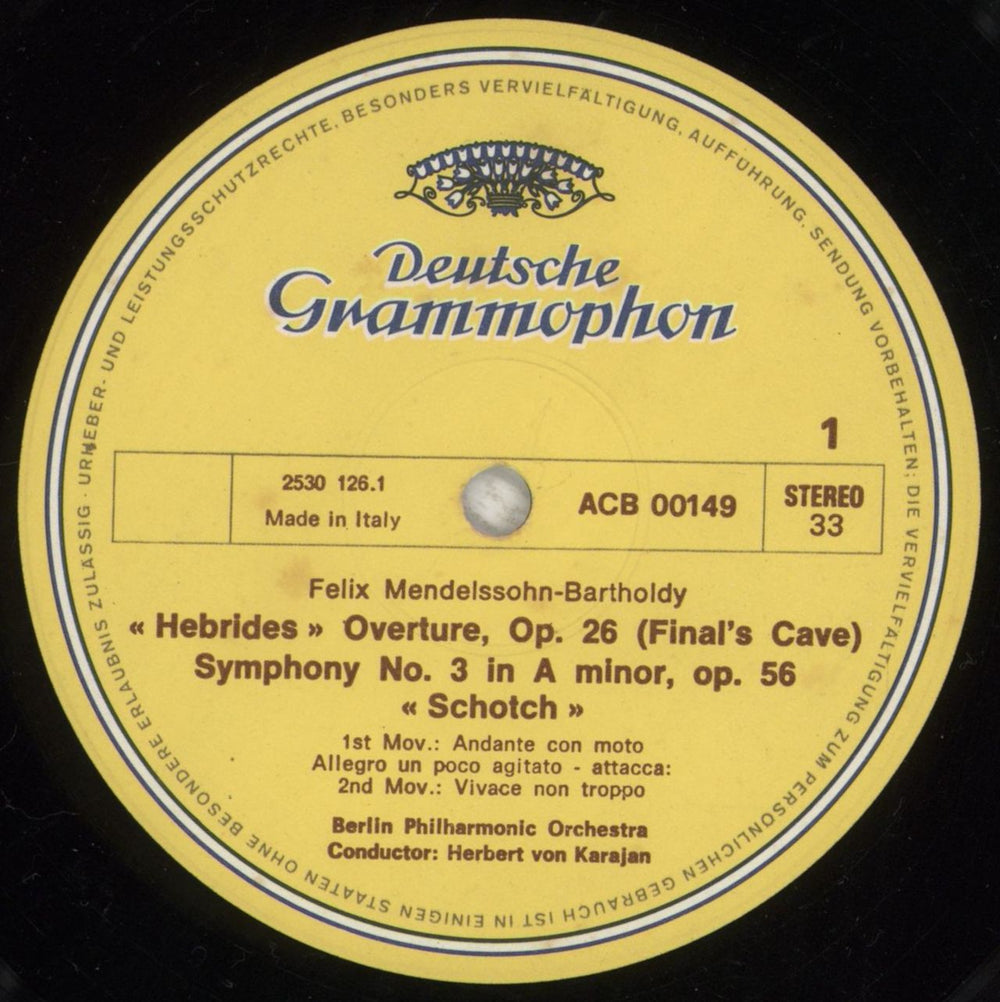 URHEBER- UND LEISTUNGSSCHUTZRECHTE, BESONDERS VERVIELFÄLTIGUNG, AUFFÜHRUNG, SENDUNG VORBEHALTEN; DIE VERVIELFÄLTIGUNG ZUM PERSÖNLICHEN GEBRAUCH IST IN EINIGEN STAATEN OHNE BESONDERE ERLAUBNIS ZULÄSSIG ·
Deutsche
Grammophon
1
2530 126.1
Made in Italy
ACB 00149
STEREO
33
Felix Mendelssohn-Bartholdy
« Hebrides » Overture, Op. 26 (Final's Cave)
Symphony No. 3 in A minor, op. 56
« Schotch »
1st Mov.: Andante con moto
Allegro un poco agitato - attacca:
2nd Mov.: Vivace non troppo
Berlin Philharmonic Orchestra
Conductor: Herbert von Karajan